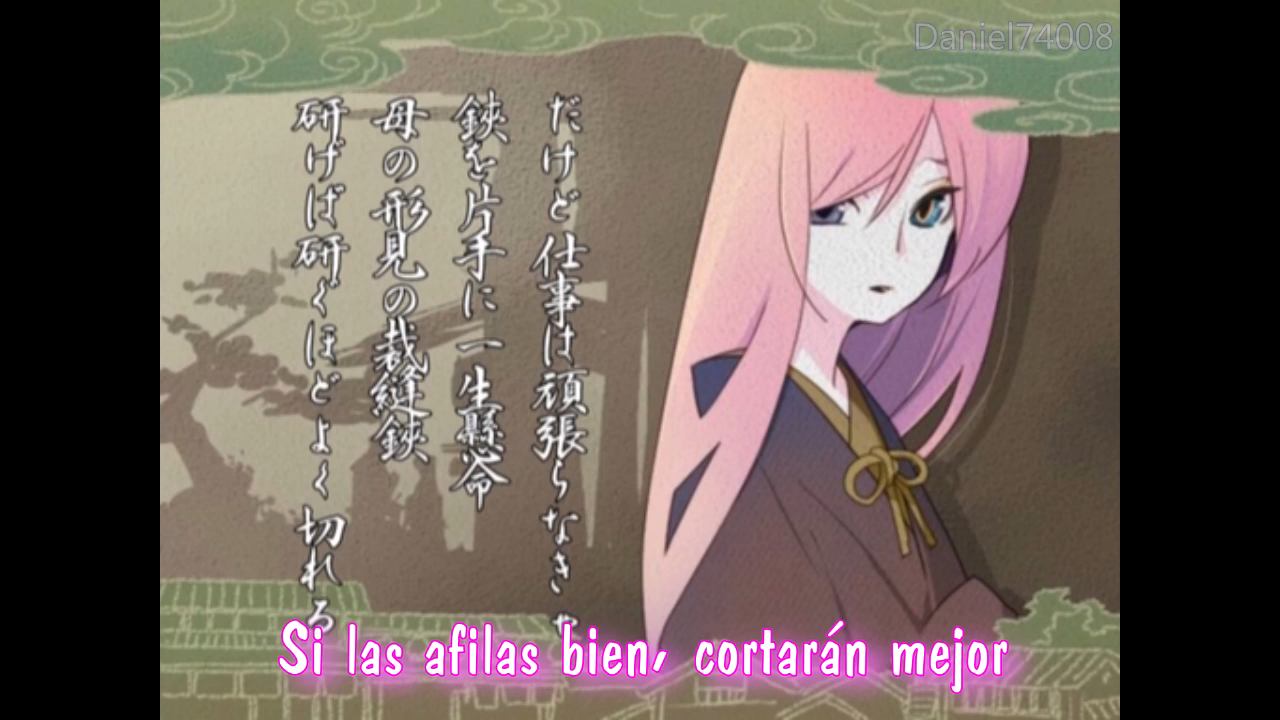 Daniel74008
だけど仕事は頑張らなきゃ
鋏を片手に一生懸命
母の形見の裁縫鋏
研げば研ぐほどよく切れる
Si las afilas bien, cortarán mejor